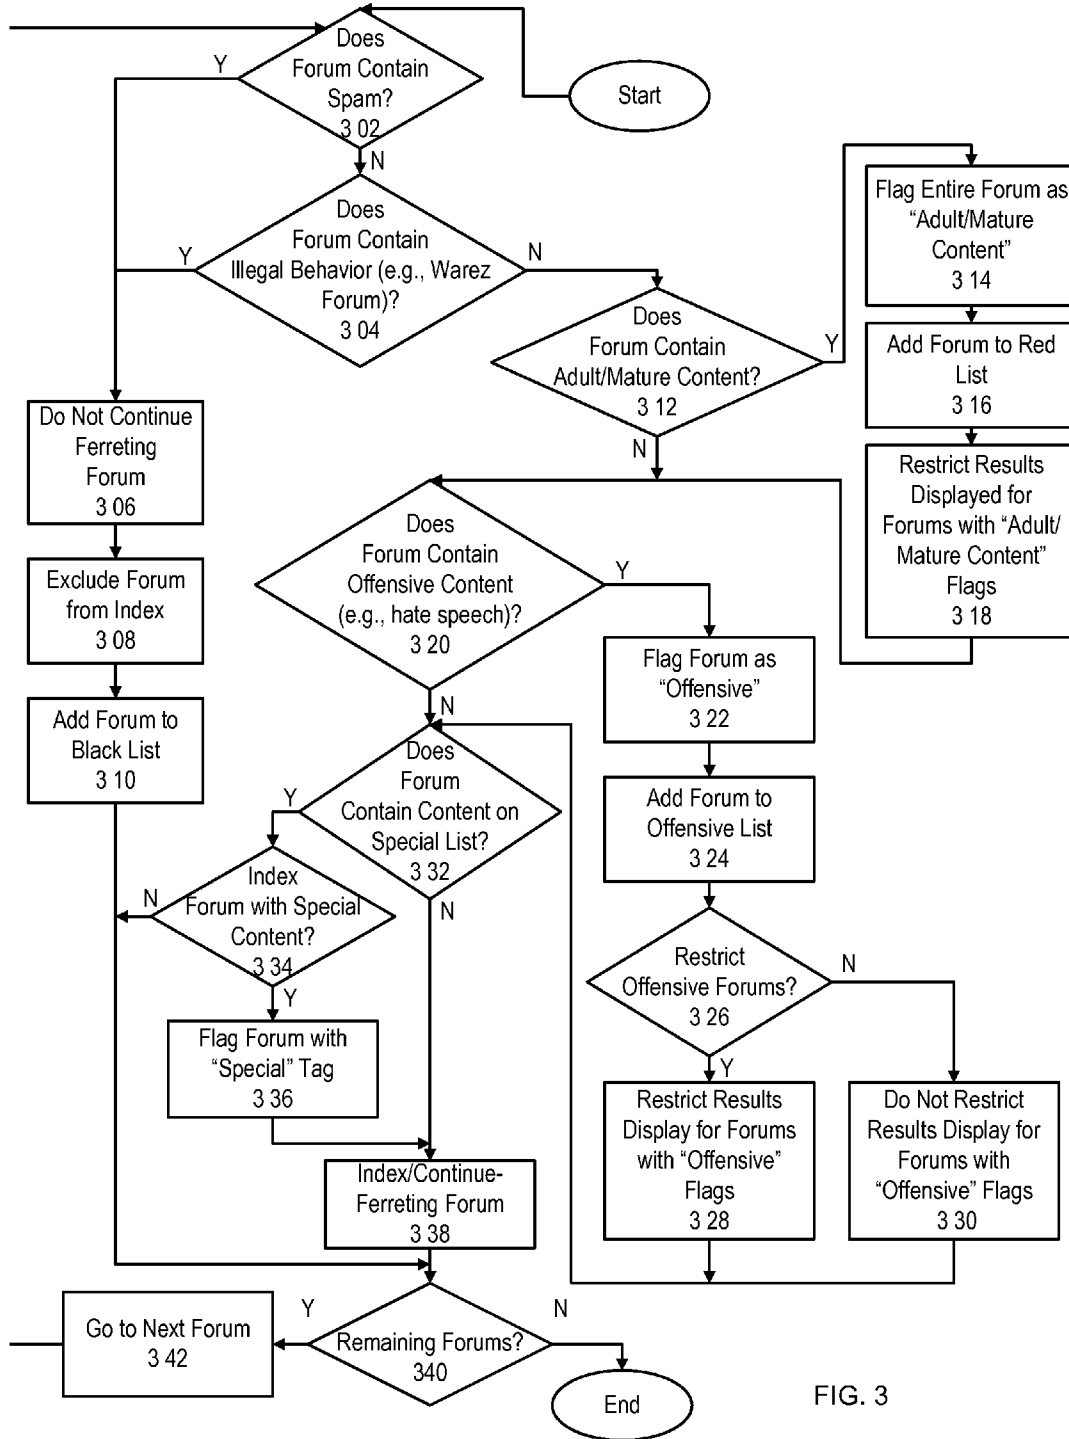 Does
Forum Contain
Spam?
3 02
Y
N
Start
Does
Forum Contain
Illegal Behavior (e.g., Warez
Forum)?
3 04
Y
N
Does
Forum Contain
Adult/Mature Content?
3 12
Y
N
Flag Entire Forum as
“Adult/Mature
Content”
3 14
Add Forum to Red
List
3 16
Restrict Results
Displayed for
Forums with “Adult/
Mature Content”
Flags
3 18
Do Not Continue
Ferreting
Forum
3 06
Exclude Forum
from Index
3 08
Add Forum to
Black List
3 10
Does
Forum Contain
Offensive Content
(e.g., hate speech)?
3 20
Y
N
Flag Forum as
“Offensive”
3 22
Add Forum to
Offensive List
3 24
Restrict
Offensive Forums?
3 26
N
Y
Restrict Results
Display for Forums
with “Offensive”
Flags
3 28
Do Not Restrict
Results Display for
Forums with
“Offensive” Flags
3 30
Does
Forum
Contain Content on
Special List?
3 32
Y
N
Index
Forum with Special
Content?
3 34
N
Y
Flag Forum with
“Special” Tag
3 36
Index/Continue-
Ferreting Forum
3 38
Remaining Forums?
340
Y
N
Go to Next Forum
3 42
End
FIG. 3